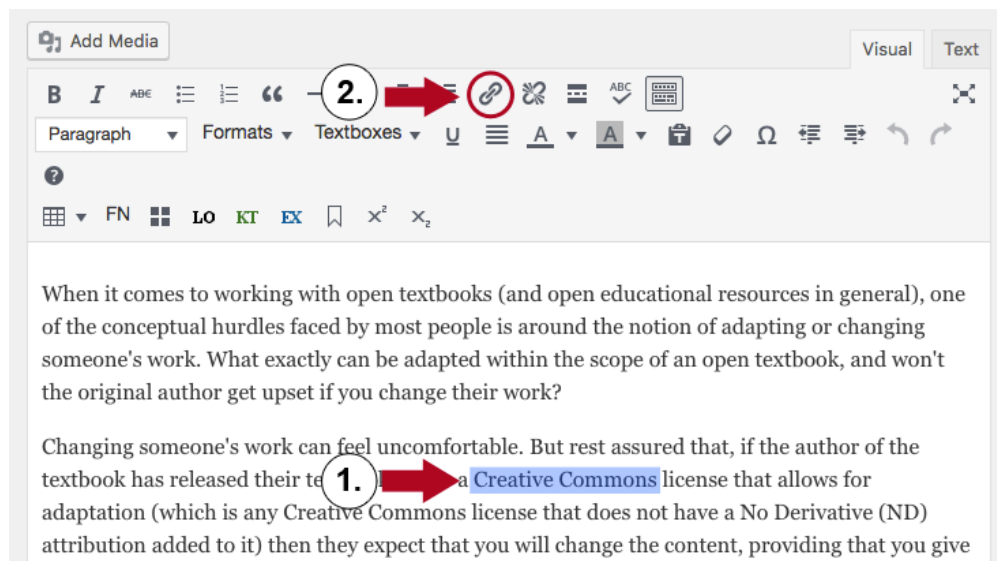 Add Media
Visual Text
B I ABE “ 2. ABC
Paragraph Formats Textboxes U A A Ω
?
FN LO KT EX x² x₂
When it comes to working with open textbooks (and open educational resources in general), one
of the conceptual hurdles faced by most people is around the notion of adapting or changing
someone's work. What exactly can be adapted within the scope of an open textbook, and won't
the original author get upset if you change their work?
Changing someone's work can feel uncomfortable. But rest assured that, if the author of the
textbook has released their 1. a Creative Commons license that allows for
adaptation (which is any Creative Commons license that does not have a No Derivative (ND)
attribution added to it) then they expect that you will change the content, providing that you give